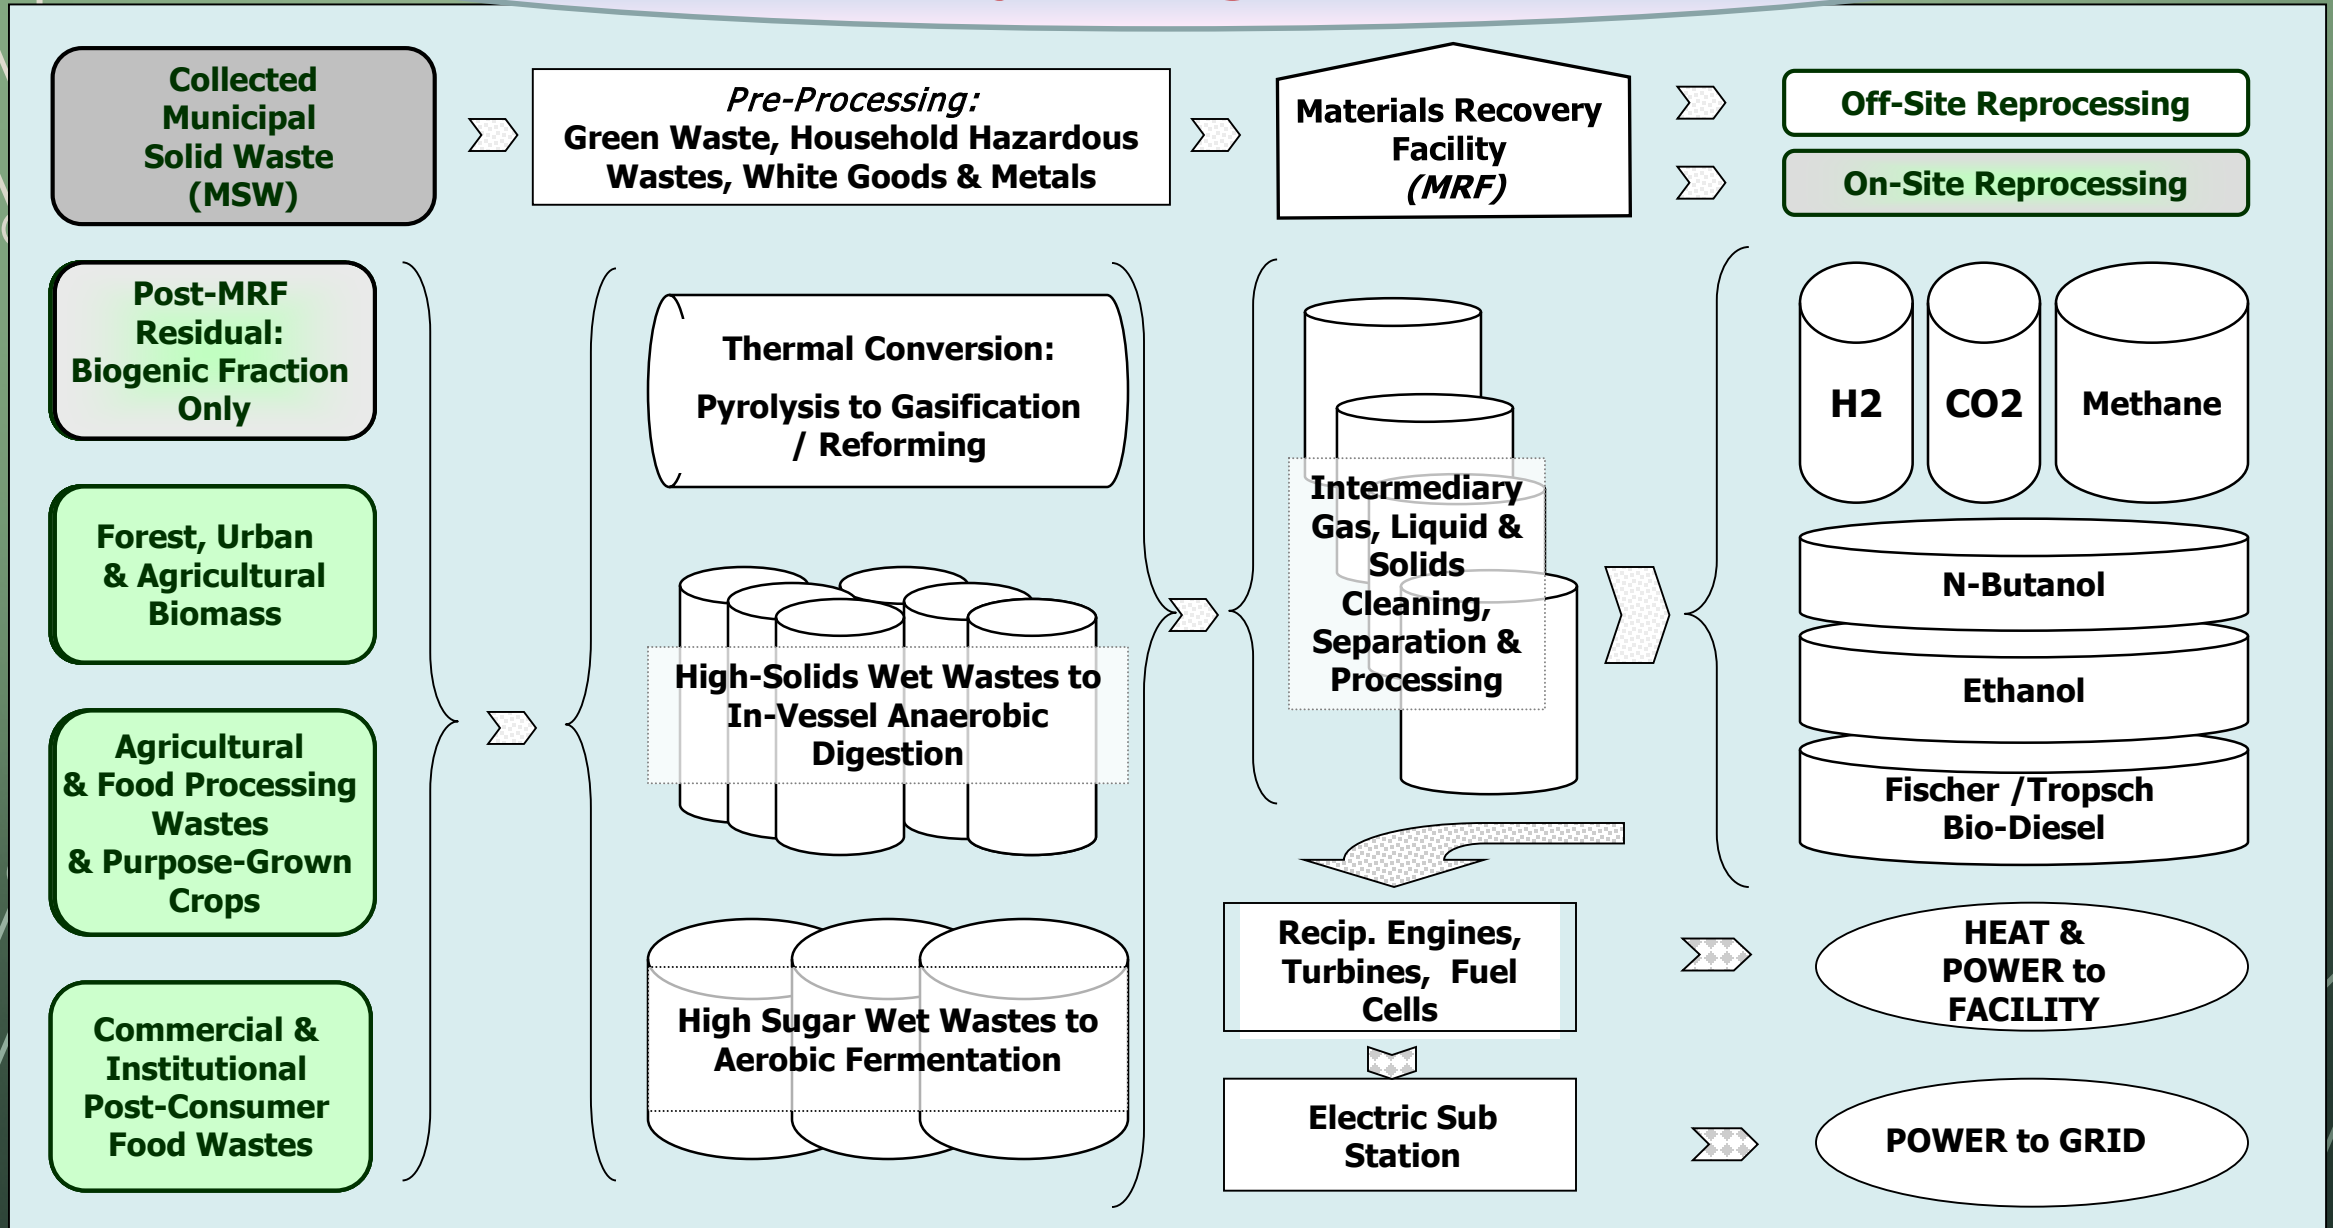 Collected
Municipal
Solid Waste
(MSW)
Pre-Processing:
Green Waste, Household Hazardous
Wastes, White Goods & Metals
Materials Recovery
Facility
(MRF)
Off-Site Reprocessing
On-Site Reprocessing
Post-MRF
Residual:
Biogenic Fraction
Only
Forest, Urban
& Agricultural
Biomass
Agricultural
& Food Processing
Wastes
& Purpose-Grown
Crops
Commercial &
Institutional
Post-Consumer
Food Wastes
Thermal Conversion:
Pyrolysis to Gasification
/ Reforming
High-Solids Wet Wastes to
In-Vessel Anaerobic
Digestion
High Sugar Wet Wastes to
Aerobic Fermentation
Intermediary
Gas, Liquid &
Solids
Cleaning,
Separation &
Processing
Recip. Engines,
Turbines, Fuel
Cells
Electric Sub
Station
H2
CO2
Methane
N-Butanol
Ethanol
Fischer /Tropsch
Bio-Diesel
HEAT &
POWER to
FACILITY
POWER to GRID